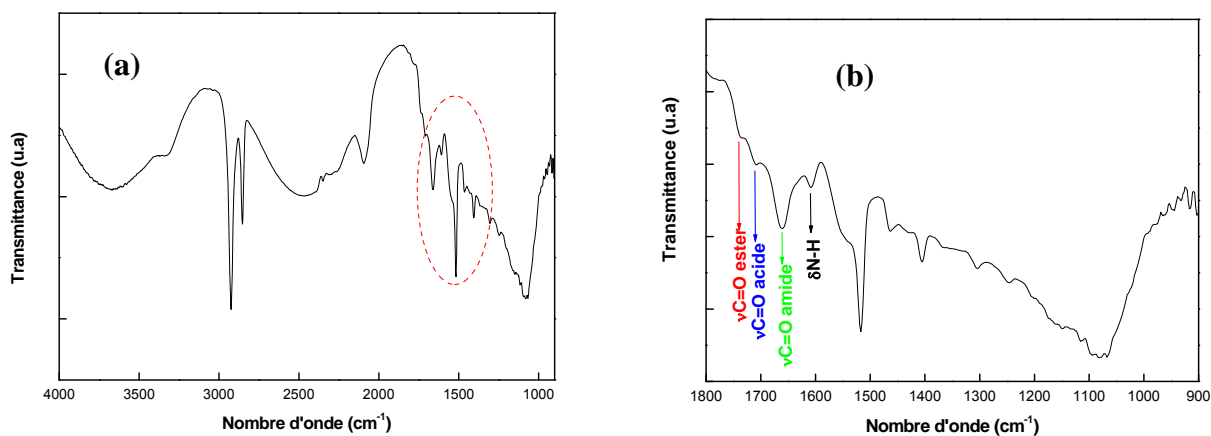 (a)
Transmittance (u.a)
4000 3500 3000 2500 2000 1500 1000
Nombre d'onde (cm⁻¹)
(b)
Transmittance (u.a)
νC=O ester
νC=O acide
νC=O amide
δN-H
1800 1700 1600 1500 1400 1300 1200 1100 1000 900
Nombre d'onde (cm⁻¹)